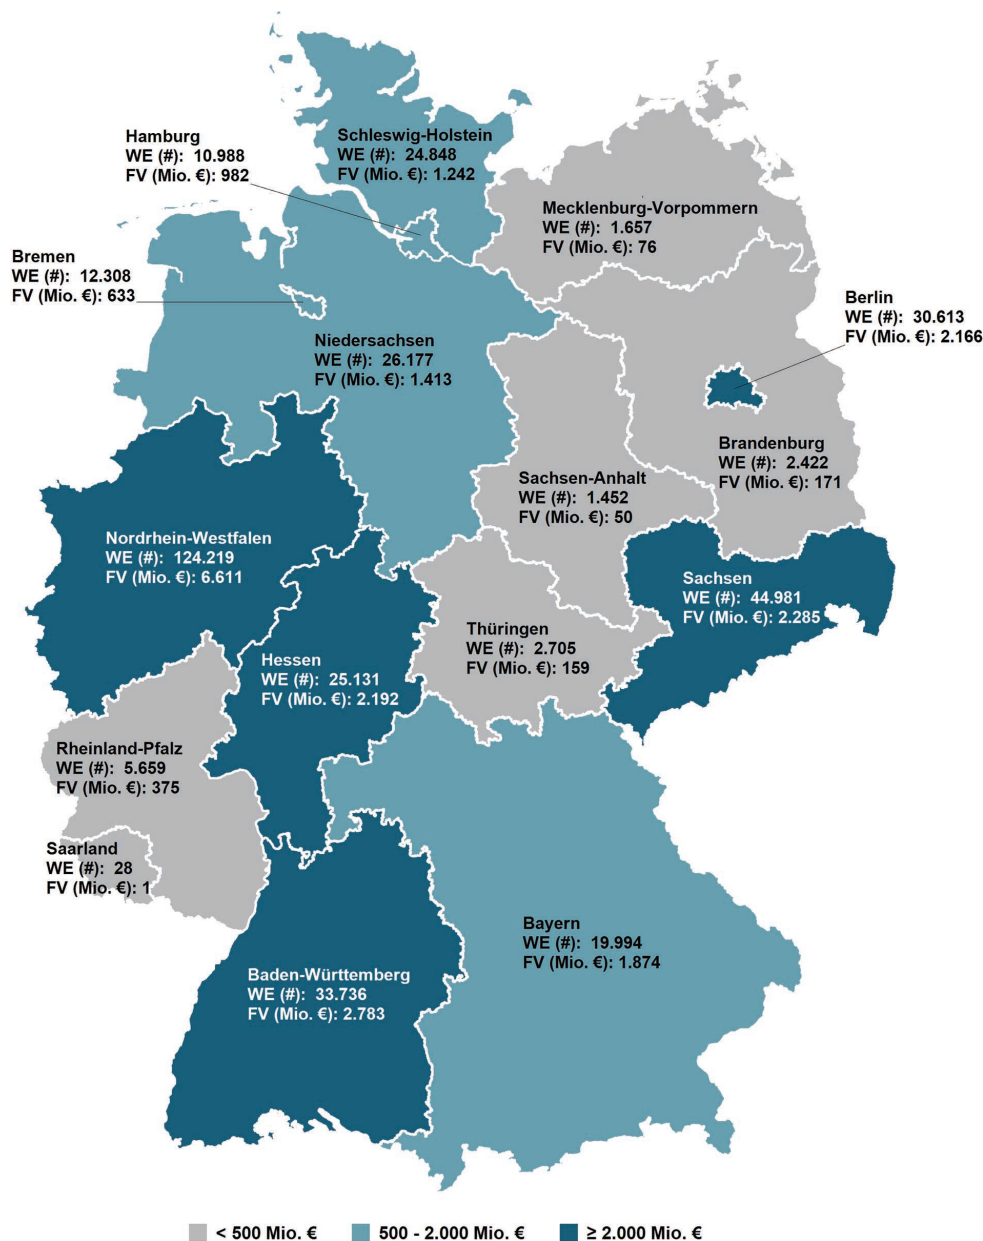 Hamburg
WE (#): 10.988
FV (Mio. €): 982
Schleswig-Holstein
WE (#): 24.848
FV (Mio. €): 1.242
Mecklenburg-Vorpommern
WE (#): 1.657
FV (Mio. €): 76
Bremen
WE (#): 12.308
FV (Mio. €): 633
Berlin
WE (#): 30.613
FV (Mio. €): 2.166
Niedersachsen
WE (#): 26.177
FV (Mio. €): 1.413
Brandenburg
WE (#): 2.422
FV (Mio. €): 171
Sachsen-Anhalt
WE (#): 1.452
FV (Mio. €): 50
Nordrhein-Westfalen
WE (#): 124.219
FV (Mio. €): 6.611
Sachsen
WE (#): 44.981
FV (Mio. €): 2.285
Thüringen
WE (#): 2.705
FV (Mio. €): 159
Hessen
WE (#): 25.131
FV (Mio. €): 2.192
Rheinland-Pfalz
WE (#): 5.659
FV (Mio. €): 375
Saarland
WE (#): 28
FV (Mio. €): 1
Bayern
WE (#): 19.994
FV (Mio. €): 1.874
Baden-Württemberg
WE (#): 33.736
FV (Mio. €): 2.783
< 500 Mio. €
500 - 2.000 Mio. €
≥ 2.000 Mio. €